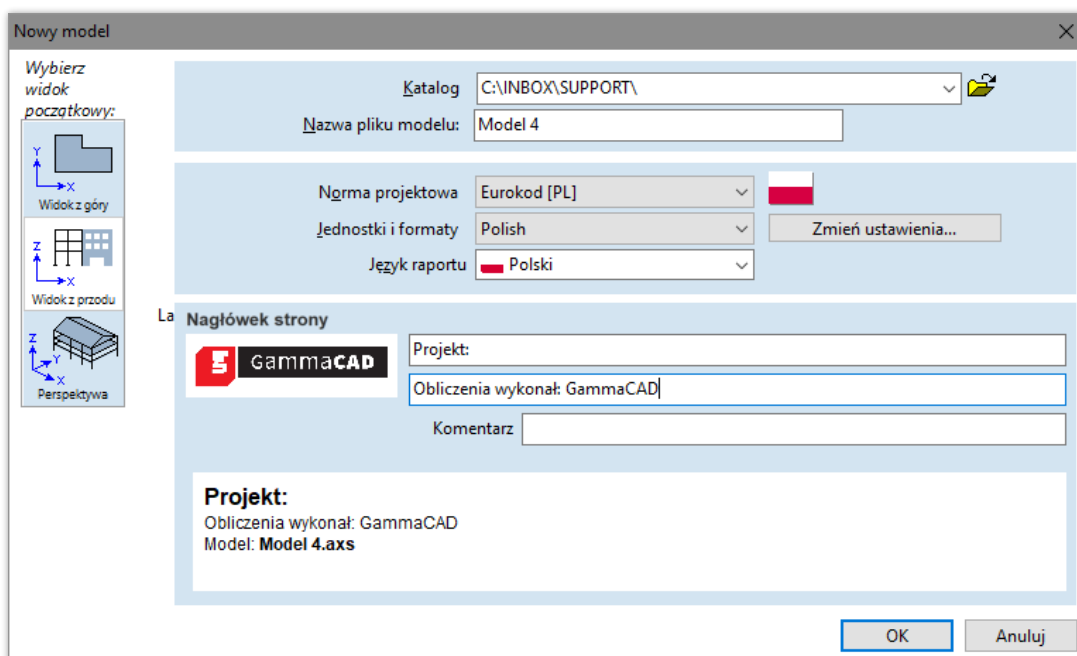 Nowy model
Wybierz
widok
początkowy:
Y
X
Widok z góry
Z
X
Widok z przodu
Z
Y
X
Perspektywa
Katalog C:\INBOX\SUPPORT\
Nazwa pliku modelu: Model 4
Norma projektowa Eurokod [PL]
Jednostki i formaty Polish Zmień ustawienia...
Język raportu Polski
La
Nagłówek strony
GammaCAD
Projekt:
Obliczenia wykonał: GammaCAD
Komentarz
Projekt:
Obliczenia wykonał: GammaCAD
Model: Model 4.axs
OK Anuluj